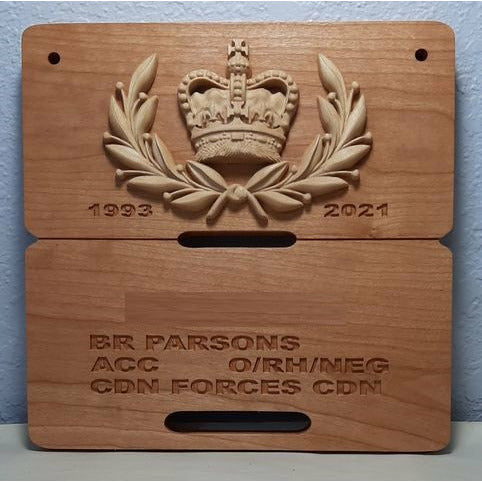 1993 2021
BR PARSONS
ACC O/RH/NEG
CDN FORCES CDN